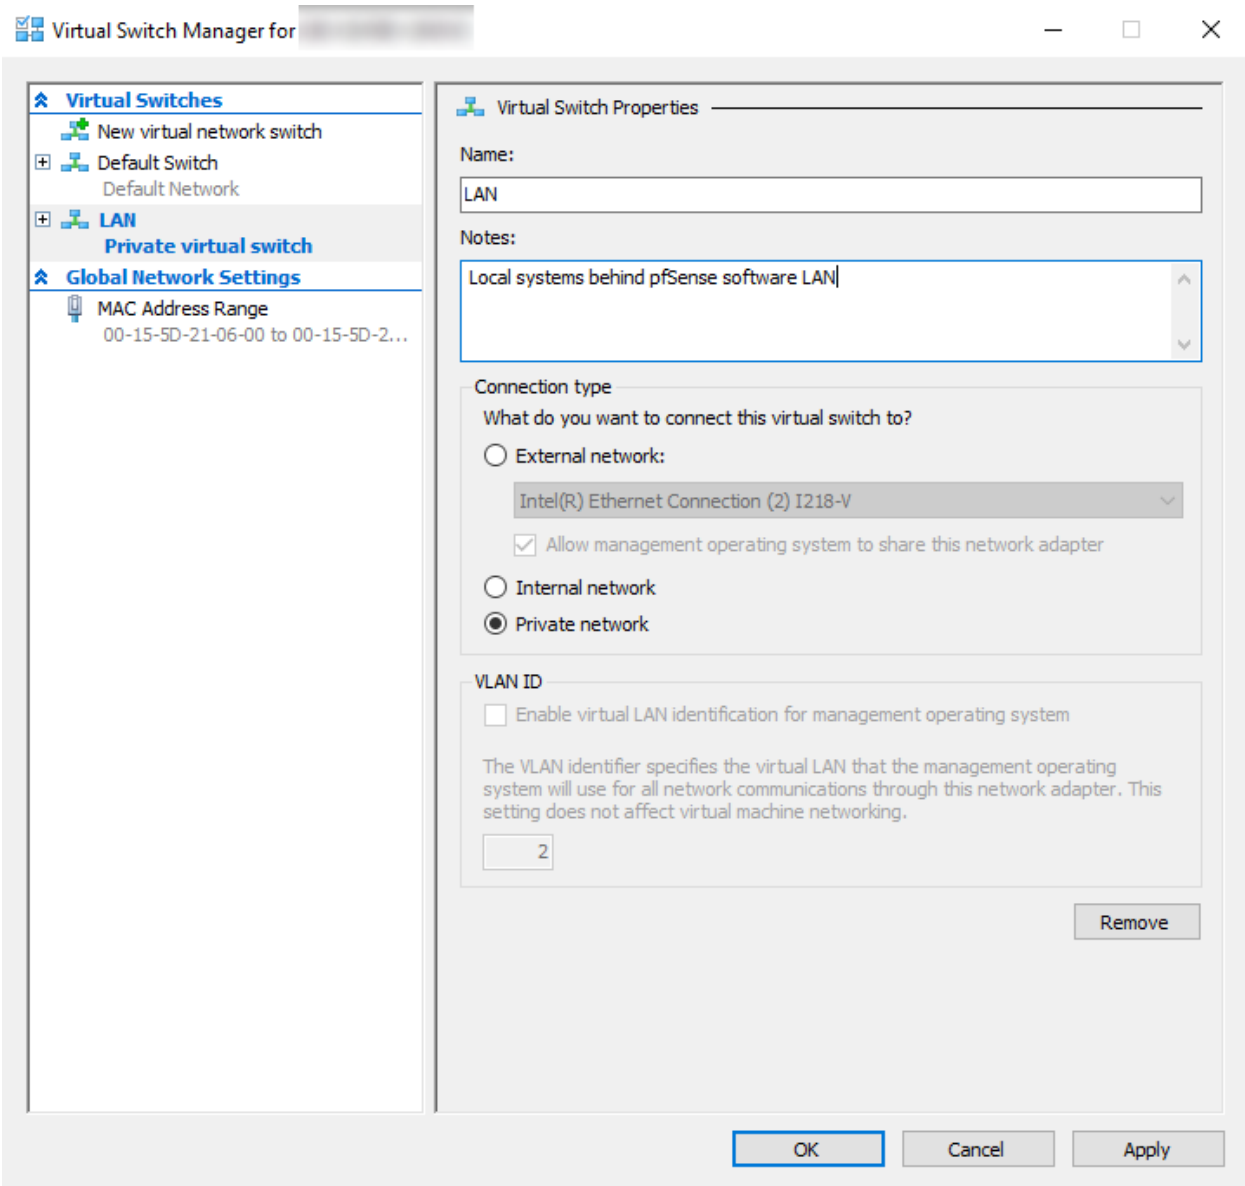 Virtual Switch Manager for
Virtual Switches
New virtual network switch
Default Switch
Default Network
LAN
Private virtual switch
Global Network Settings
MAC Address Range
00-15-5D-21-06-00 to 00-15-5D-2...
Virtual Switch Properties
Name:
LAN
Notes:
Local systems behind pfSense software LAN
Connection type
What do you want to connect this virtual switch to?
External network:
Intel(R) Ethernet Connection (2) I218-V
Allow management operating system to share this network adapter
Internal network
Private network
VLAN ID
Enable virtual LAN identification for management operating system
The VLAN identifier specifies the virtual LAN that the management operating
system will use for all network communications through this network adapter. This
setting does not affect virtual machine networking.
2
Remove
OK
Cancel
Apply